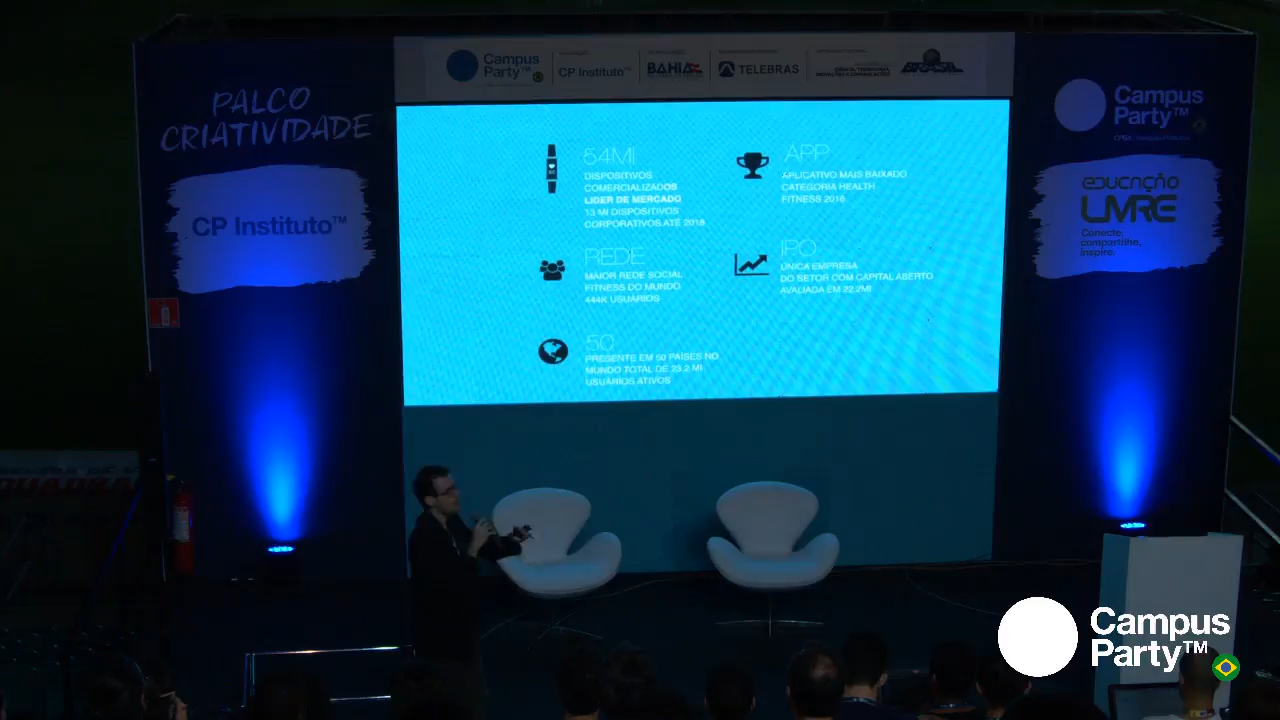 PALCO
CRIATIVIDADE
CP Instituto™
Campus
Party™
CP Instituto™
BAHIA
TELEBRAS
BRASIL
54MI
DISPOSITIVOS
COMERCIALIZADOS
LIDER DE MERCADO
13 MI DISPOSITIVOS
CORPORATIVOS ATÉ 2018
REDE
MAIOR REDE SOCIAL
FITNESS DO MUNDO
444K USUÁRIOS
50
PRESENTE EM 50 PAÍSES NO
MUNDO TOTAL DE 23.2 MI
USUÁRIOS ATIVOS
APP
APLICATIVO MAIS BAIXADO
CATEGORIA HEALTH
FITNESS 2016
IPO
ÚNICA EMPRESA
DO SETOR COM CAPITAL ABERTO
AVALIADA EM 22.2MI
Campus
Party™
EDUCAÇÃO
LIVRE
Conecte,
compartilhe,
inspire.
Campus
Party™